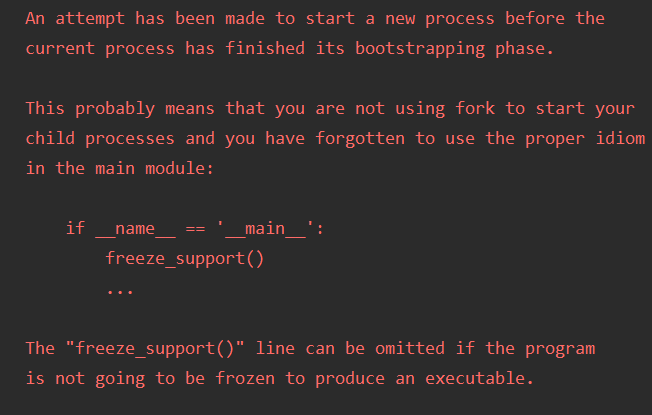 An attempt has been made to start a new process before the
current process has finished its bootstrapping phase.
This probably means that you are not using fork to start your
child processes and you have forgotten to use the proper idiom
in the main module:
if __name__ == '__main__':
freeze_support()
...
The "freeze_support()" line can be omitted if the program
is not going to be frozen to produce an executable.